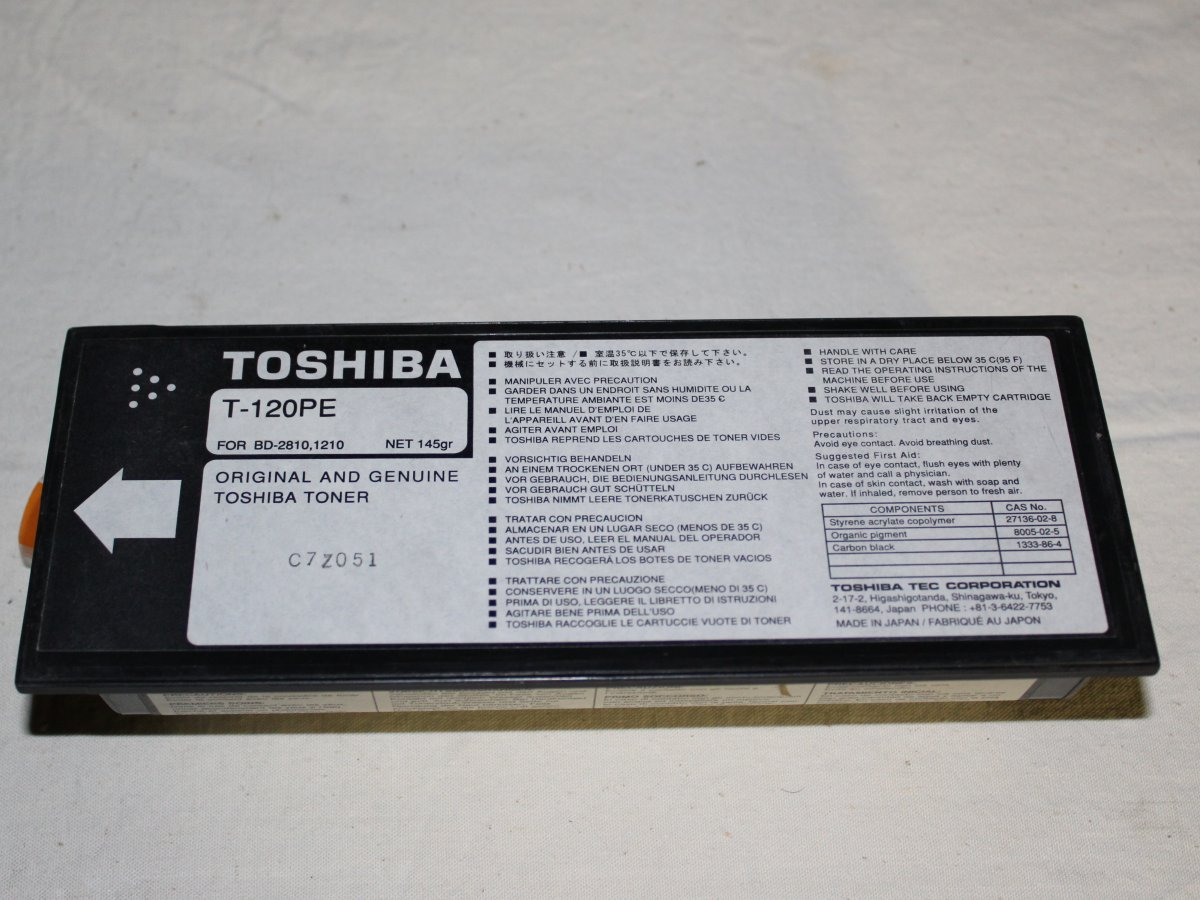 TOSHIBA
T-120PE
FOR BD-2810,1210 NET 145gr
ORIGINAL AND GENUINE
TOSHIBA TONER
C7Z051
■ 取り扱い注意 /■ 室温35℃以下で保存して下さい。
■ 機械にセットする前に取扱説明書をお読み下さい。
■ MANIPULER AVEC PRECAUTION
■ GARDER DANS UN ENDROIT SANS HUMIDITE OU LA
TEMPERATURE AMBIANTE EST MOINS DE35 C
■ LIRE LE MANUEL D'EMPLOI DE
L'APPAREILL AVANT D'EN FAIRE USAGE
■ AGITER AVANT EMPLOI
■ TOSHIBA REPREND LES CARTOUCHES DE TONER VIDES
■ VORSICHTIG BEHANDELN
■ AN EINEM TROCKENEN ORT (UNDER 35 C) AUFBEWAHREN
■ VOR GEBRAUCH, DIE BEDIENUNGSANLEITUNG DURCHLESEN
■ VOR GEBRAUCH GUT SCHÜTTELN
■ TOSHIBA NIMMT LEERE TONERKATUSCHEN ZURÜCK
■ TRATAR CON PRECAUCION
■ ALMACENAR EN UN LUGAR SECO (MENOS DE 35 C)
■ ANTES DE USO, LEER EL MANUAL DEL OPERADOR
■ SACUDIR BIEN ANTES DE USAR
■ TOSHIBA RECOGERÁ LOS BOTES DE TONER VACIOS
■ TRATTARE CON PRECAUZIONE
■ CONSERVERE IN UN LUOGO SECCO(MENO DI 35 C)
■ PRIMA DI USO, LEGGERE IL LIBRETTO DI ISTRUZIONI
■ AGITARE BENE PRIMA DELL'USO
■ TOSHIBA RACCOGLIE LE CARTUCCIE VUOTE DI TONER
■ HANDLE WITH CARE
■ STORE IN A DRY PLACE BELOW 35 C(95 F)
■ READ THE OPERATING INSTRUCTIONS OF THE
MACHINE BEFORE USE
■ SHAKE WELL BEFORE USING
■ TOSHIBA WILL TAKE BACK EMPTY CARTRIDGE
Dust may cause slight irritation of the
upper respiratory tract and eyes.
Precautions:
Avoid eye contact. Avoid breathing dust.
Suggested First Aid:
In case of eye contact, flush eyes with plenty
of water and call a physician.
In case of skin contact, wash with soap and
water. If inhaled, remove person to fresh air.
COMPONENTS CAS No.
Styrene acrylate copolymer 27136-02-8
Organic pigment 8005-02-5
Carbon black 1333-86-4
TOSHIBA TEC CORPORATION
2-17-2, Higashigotanda, Shinagawa-ku, Tokyo,
141-8664, Japan PHONE : +81-3-6422-7753
MADE IN JAPAN / FABRIQUÉ AU JAPON